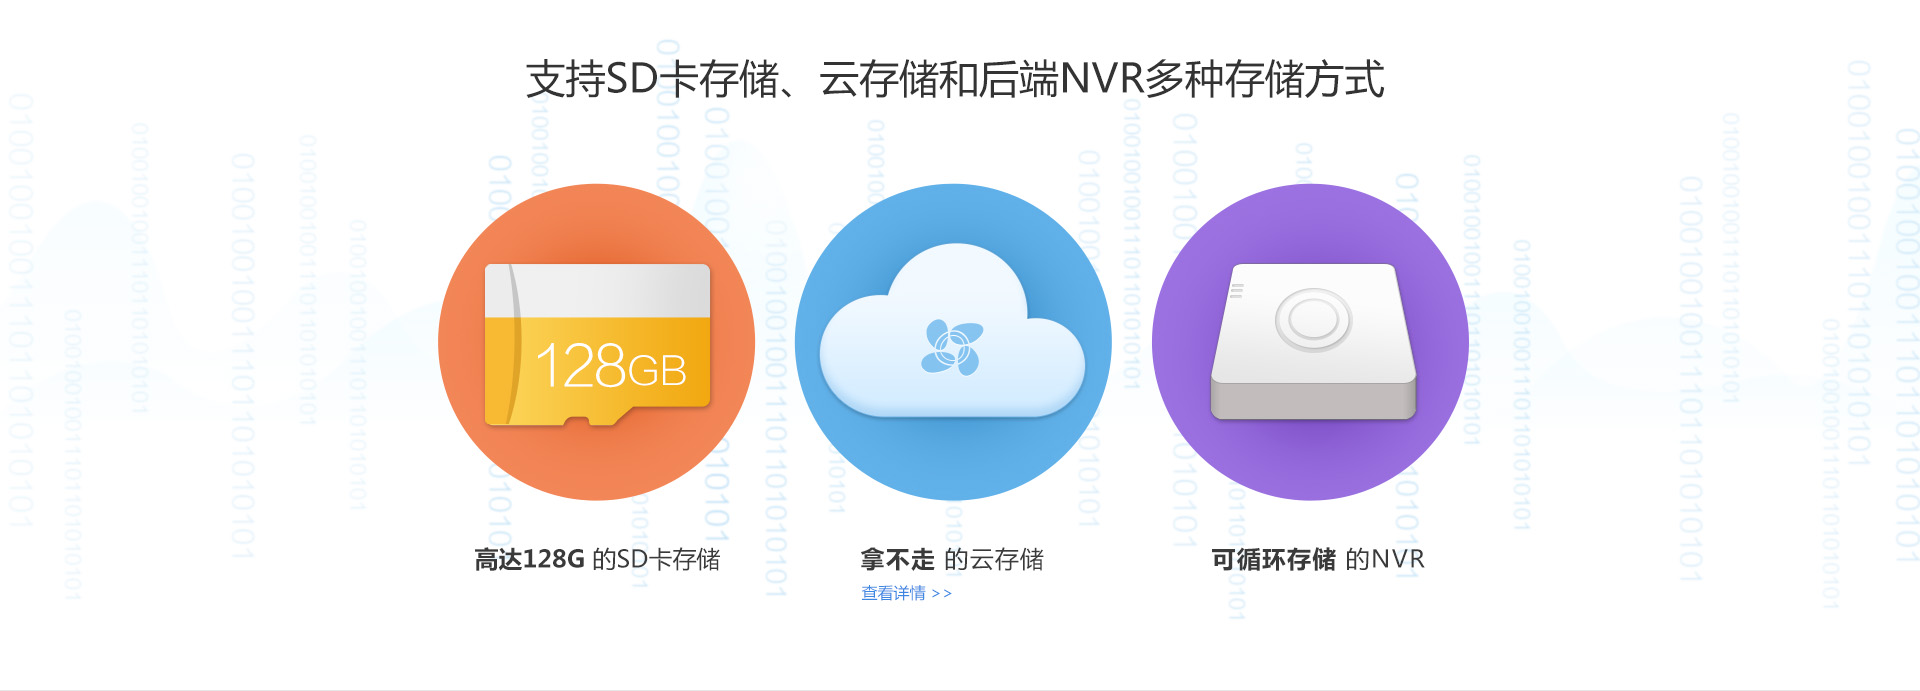 支持SD卡存储、云存储和后端NVR多种存储方式
128GB
高达128G 的SD卡存储
拿不走 的云存储
可循环存储 的NVR
查看详情 >>